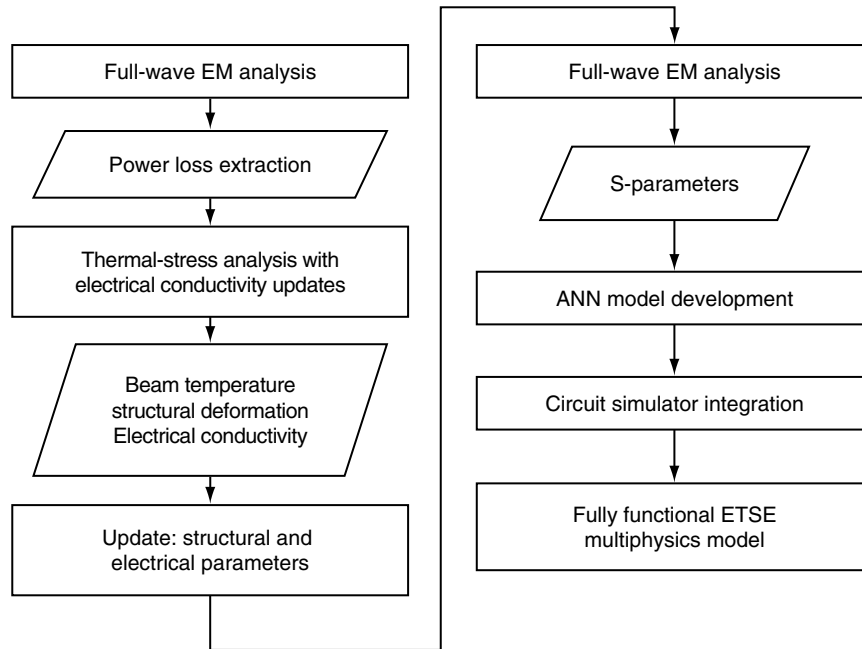 Full-wave EM analysis
Power loss extraction
Thermal-stress analysis with
electrical conductivity updates
Beam temperature
structural deformation
Electrical conductivity
Update: structural and
electrical parameters
Full-wave EM analysis
S-parameters
ANN model development
Circuit simulator integration
Fully functional ETSE
multiphysics model